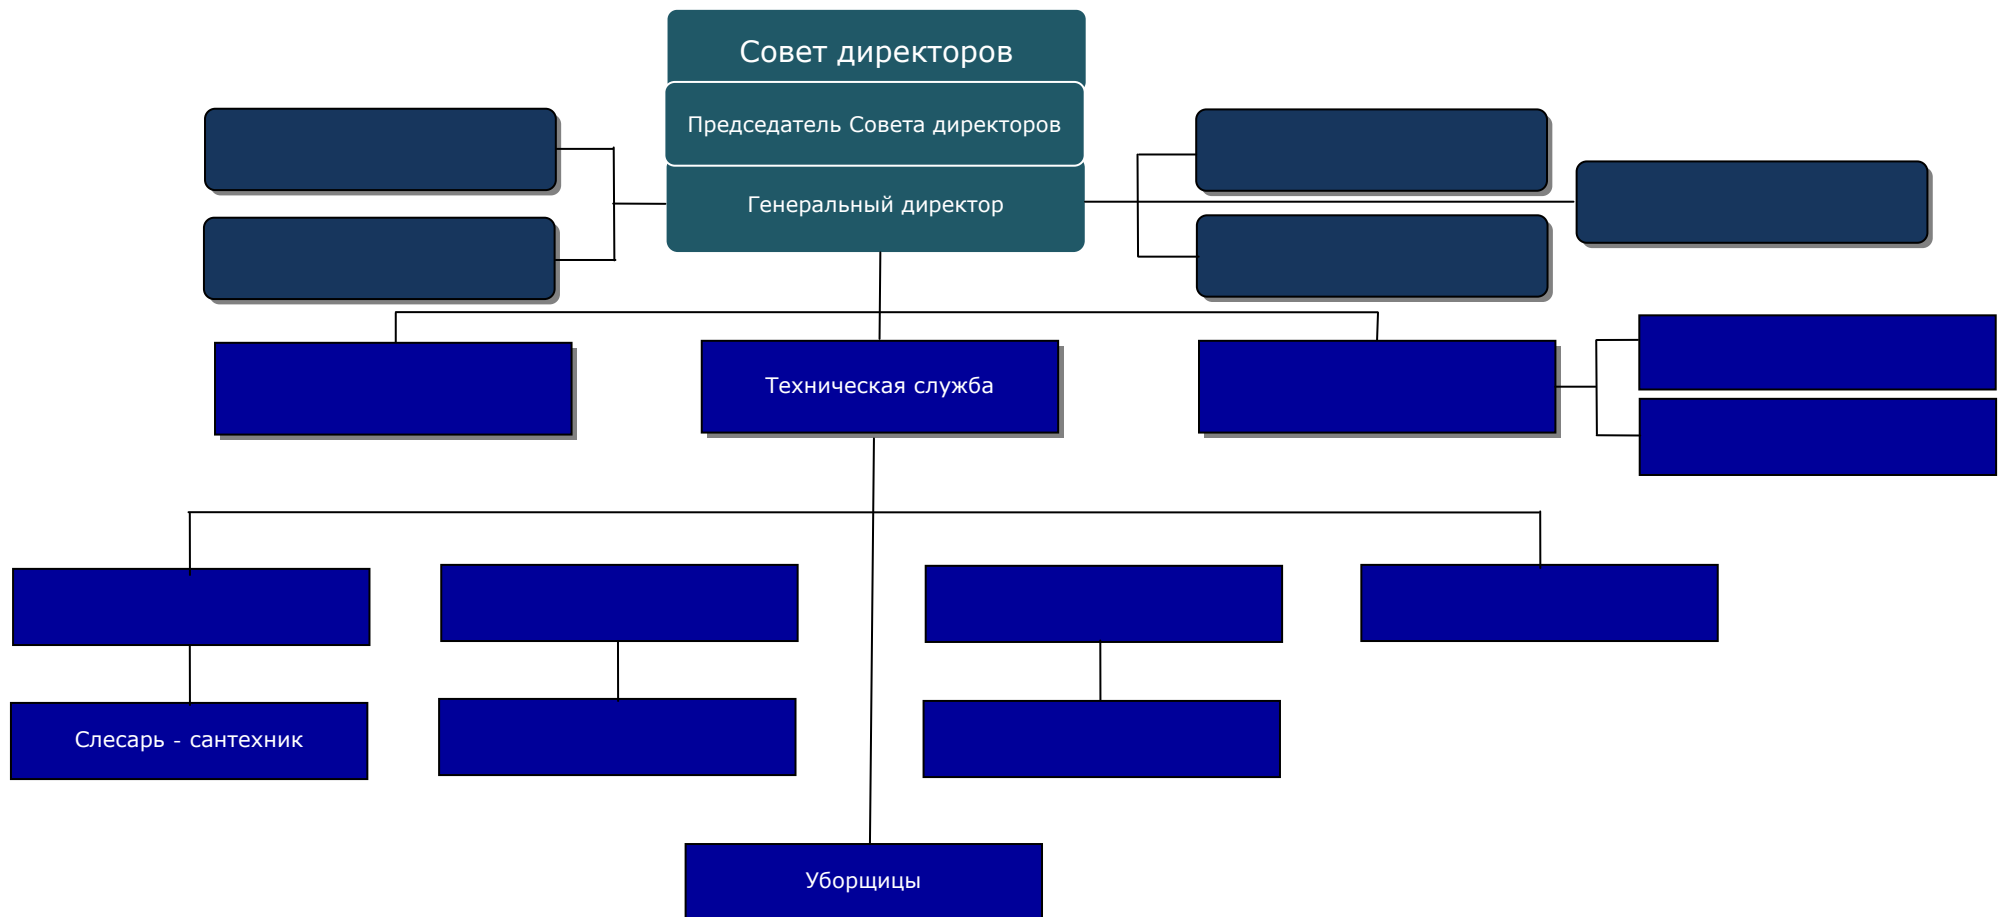 Совет директоров
Председатель Совета директоров
Генеральный директор
Техническая служба
Слесарь - сантехник
Уборщицы